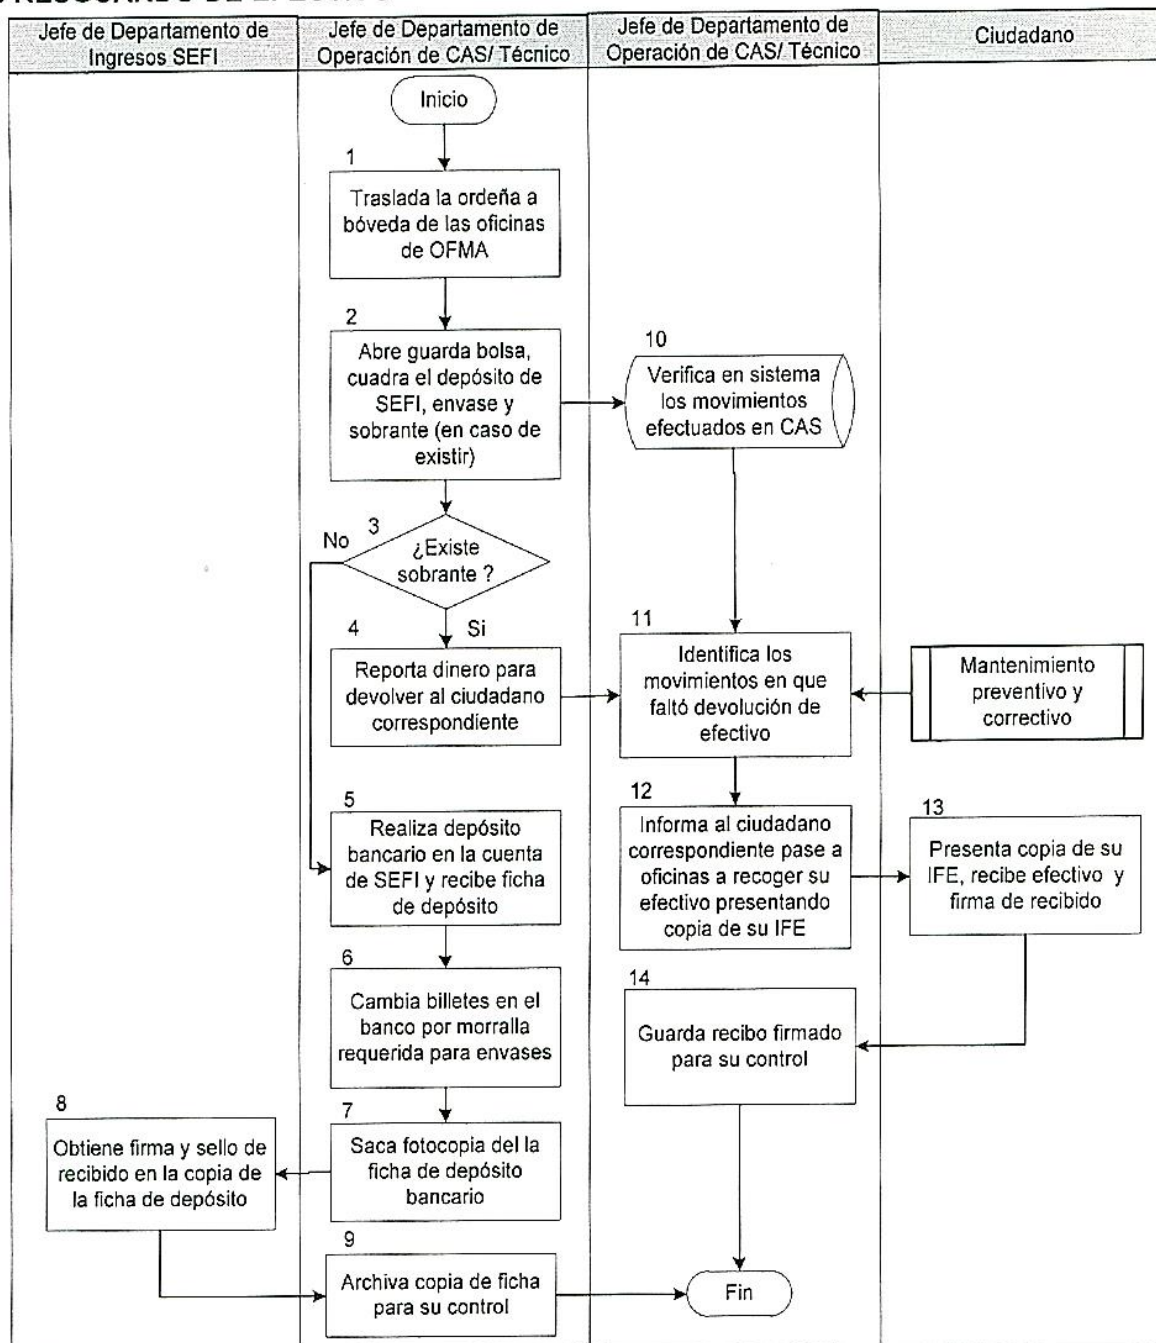 Jefe de Departamento de
Ingresos SEFI
Jefe de Departamento de
Operación de CAS/ Técnico
Jefe de Departamento de
Operación de CAS/ Técnico
Ciudadano
Inicio
1
Traslada la ordeña a
bóveda de las oficinas
de OFMA
2
Abre guarda bolsa,
cuadra el depósito de
SEFI, envase y
sobrante (en caso de
existir)
10
Verifica en sistema
los movimientos
efectuados en CAS
3
¿Existe
sobrante ?
No
Si
4
Reporta dinero para
devolver al ciudadano
correspondiente
11
Identifica los
movimientos en que
faltó devolución de
efectivo
Mantenimiento
preventivo y
correctivo
5
Realiza depósito
bancario en la cuenta
de SEFI y recibe ficha
de depósito
12
Informa al ciudadano
correspondiente pase a
oficinas a recoger su
efectivo presentando
copia de su IFE
13
Presenta copia de su
IFE, recibe efectivo y
firma de recibido
6
Cambia billetes en el
banco por morralla
requerida para envases
14
Guarda recibo firmado
para su control
7
Saca fotocopia del la
ficha de depósito
bancario
8
Obtiene firma y sello de
recibido en la copia de
la ficha de depósito
9
Archiva copia de ficha
para su control
Fin